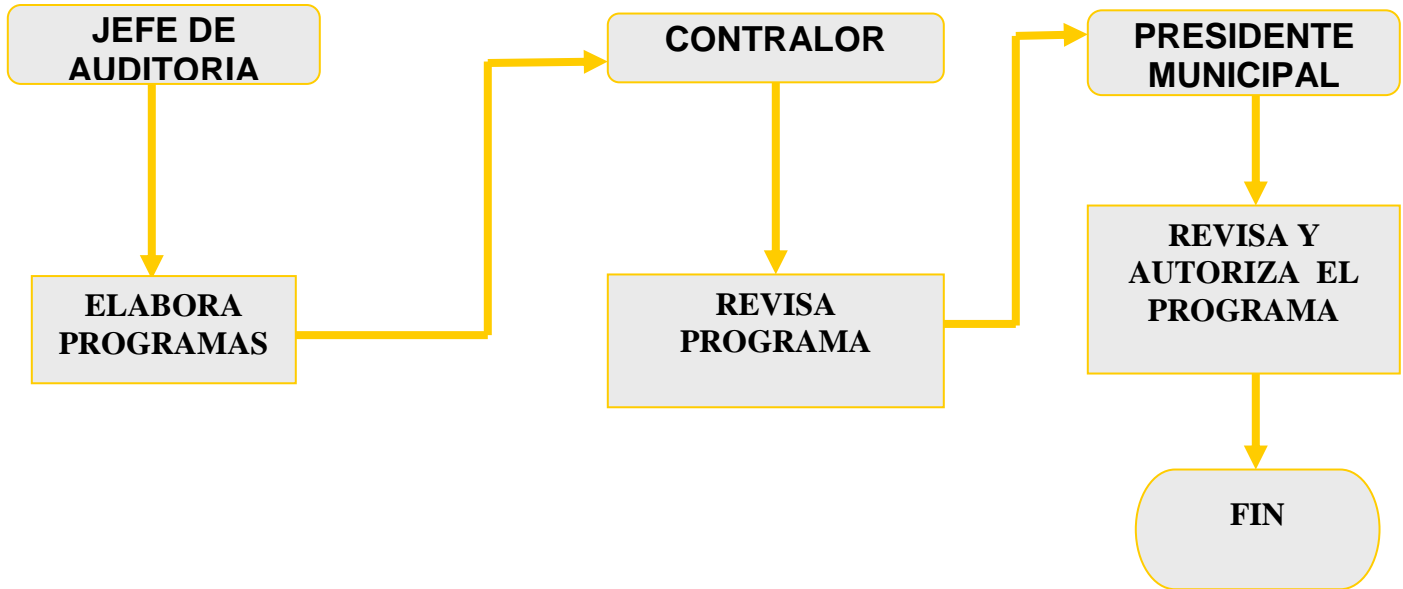 JEFE DE
AUDITORIA
ELABORA
PROGRAMAS
CONTRALOR
REVISA
PROGRAMA
PRESIDENTE
MUNICIPAL
REVISA Y
AUTORIZA EL
PROGRAMA
FIN